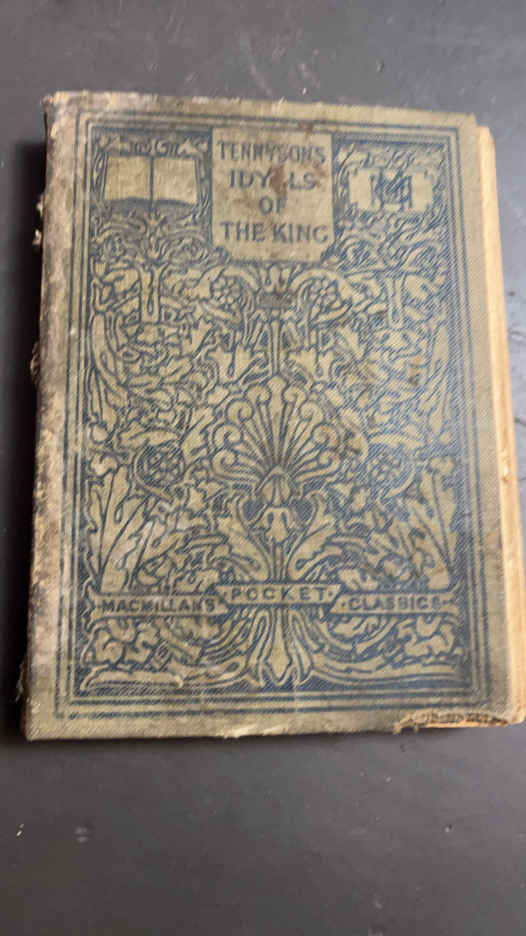 TENNYSON'S
IDYLLS
OF
THE KING
MACMILLAN'S · POCKET · CLASSICS